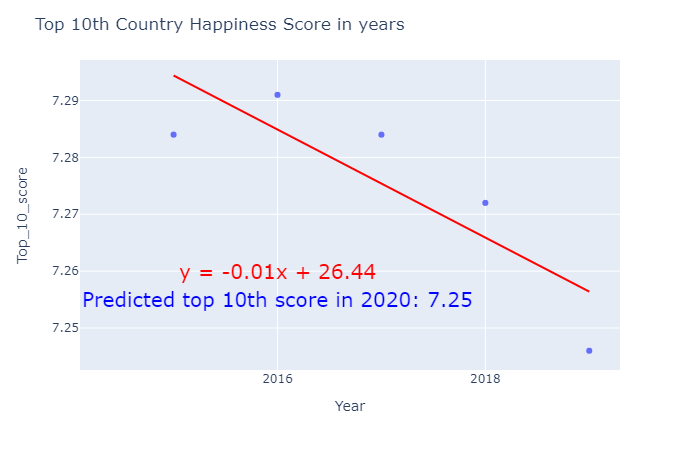 Top 10th Country Happiness Score in years
7.29
7.28
7.27
7.26
7.25
Top_10_score
y = -0.01x + 26.44
Predicted top 10th score in 2020: 7.25
2016
2018
Year